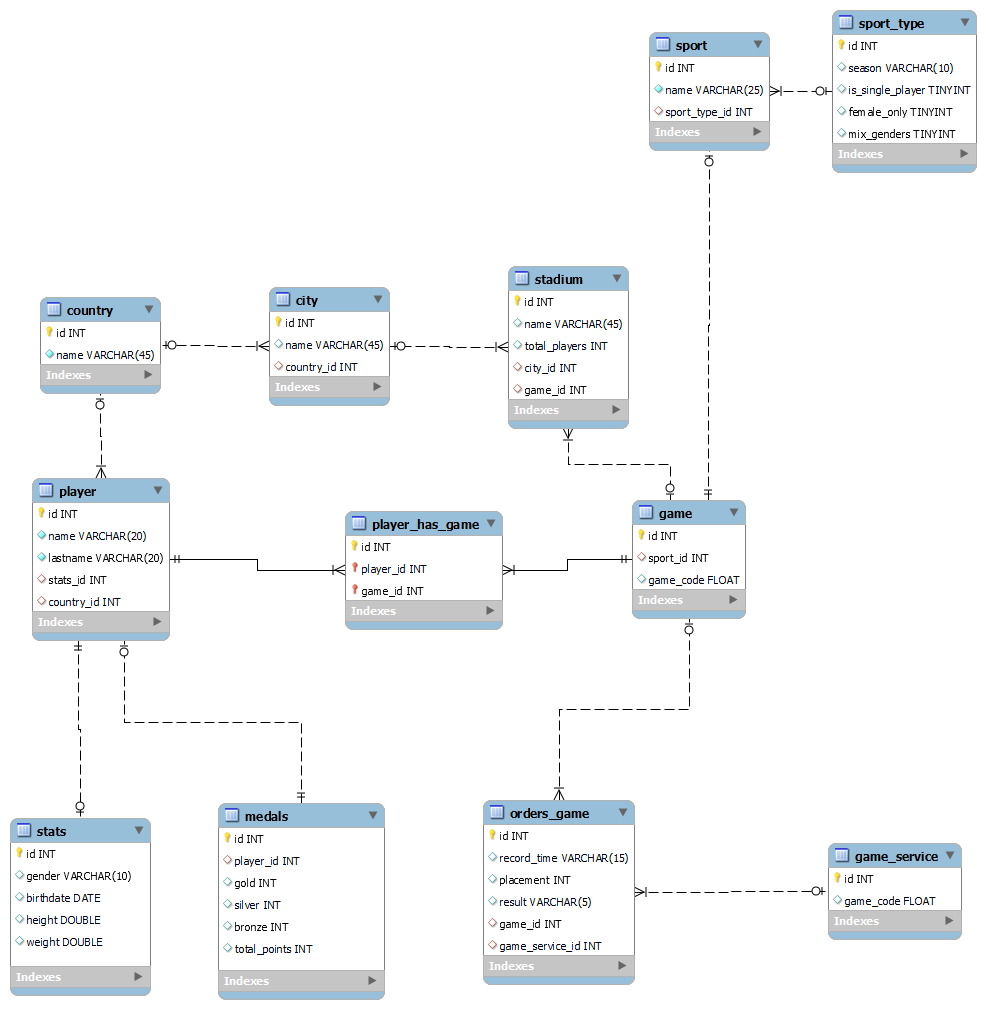 sport_type
id INT
season VARCHAR(10)
is_single_player TINYINT
female_only TINYINT
mix_genders TINYINT
Indexes
sport
id INT
name VARCHAR(25)
sport_type_id INT
Indexes
country
id INT
name VARCHAR(45)
Indexes
city
id INT
name VARCHAR(45)
country_id INT
Indexes
stadium
id INT
name VARCHAR(45)
total_players INT
city_id INT
game_id INT
Indexes
player
id INT
name VARCHAR(20)
lastname VARCHAR(20)
stats_id INT
country_id INT
Indexes
player_has_game
id INT
player_id INT
game_id INT
Indexes
game
id INT
sport_id INT
game_code FLOAT
Indexes
stats
id INT
gender VARCHAR(10)
birthdate DATE
height DOUBLE
weight DOUBLE
Indexes
medals
id INT
player_id INT
gold INT
silver INT
bronze INT
total_points INT
Indexes
orders_game
id INT
record_time VARCHAR(15)
placement INT
result VARCHAR(5)
game_id INT
game_service_id INT
Indexes
game_service
id INT
game_code FLOAT
Indexes